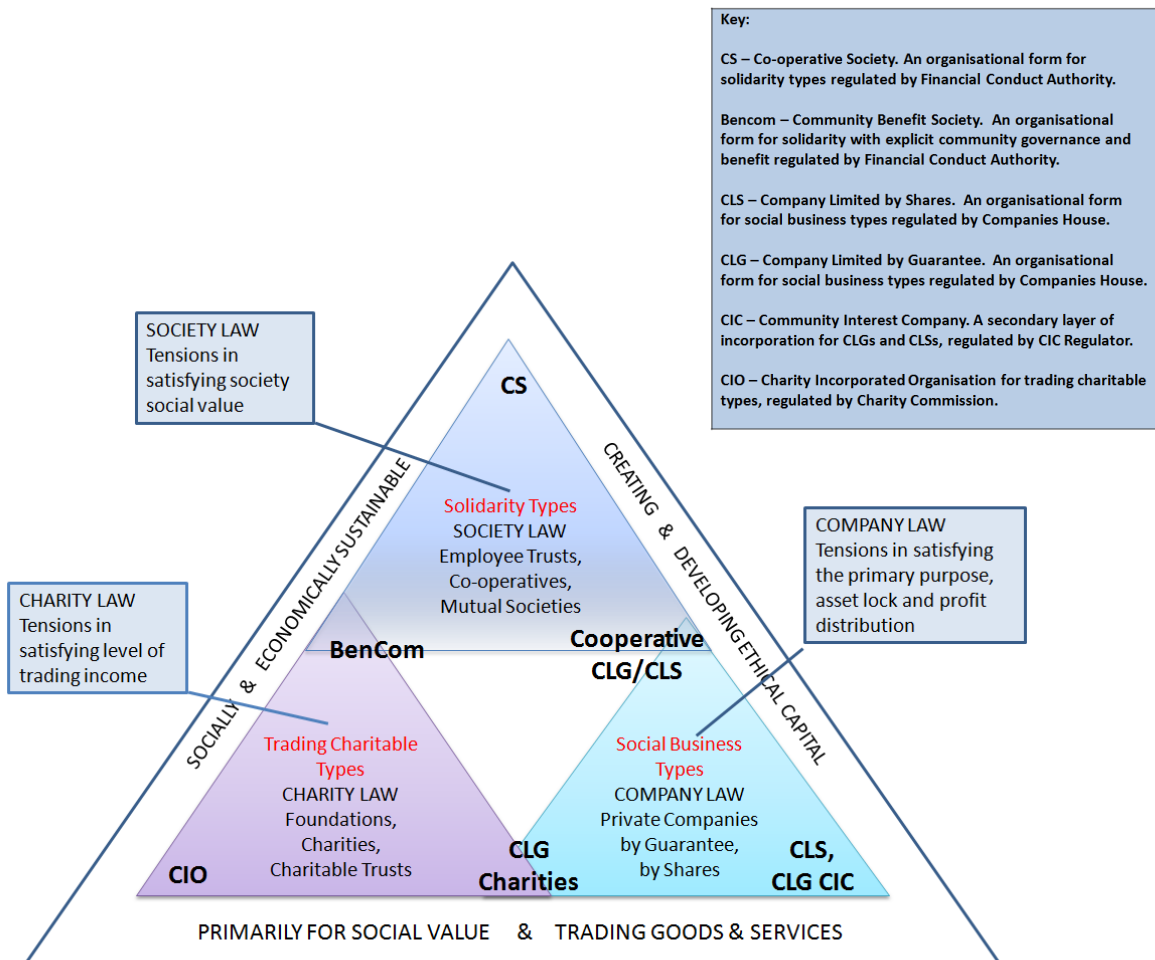 Key:
CS – Co-operative Society. An organisational form for
solidarity types regulated by Financial Conduct Authority.
Bencom – Community Benefit Society. An organisational
form for solidarity with explicit community governance and
benefit regulated by Financial Conduct Authority.
CLS – Company Limited by Shares. An organisational form
for social business types regulated by Companies House.
CLG – Company Limited by Guarantee. An organisational
form for social business types regulated by Companies House.
CIC – Community Interest Company. A secondary layer of
incorporation for CLGs and CLSs, regulated by CIC Regulator.
CIO – Charity Incorporated Organisation for trading charitable
types, regulated by Charity Commission.
SOCIETY LAW
Tensions in
satisfying society
social value
CS
SOCIALLY & ECONOMICALLY SUSTAINABLE
CREATING & DEVELOPING ETHICAL CAPITAL
Solidarity Types
SOCIETY LAW
Employee Trusts,
Co-operatives,
Mutual Societies
COMPANY LAW
Tensions in satisfying
the primary purpose,
asset lock and profit
distribution
CHARITY LAW
Tensions in
satisfying level of
trading income
BenCom
Cooperative
CLG/CLS
Trading Charitable
Types
CHARITY LAW
Foundations,
Charities,
Charitable Trusts
Social Business
Types
COMPANY LAW
Private Companies
by Guarantee,
by Shares
CIO
CLG
Charities
CLS,
CLG CIC
PRIMARILY FOR SOCIAL VALUE & TRADING GOODS & SERVICES